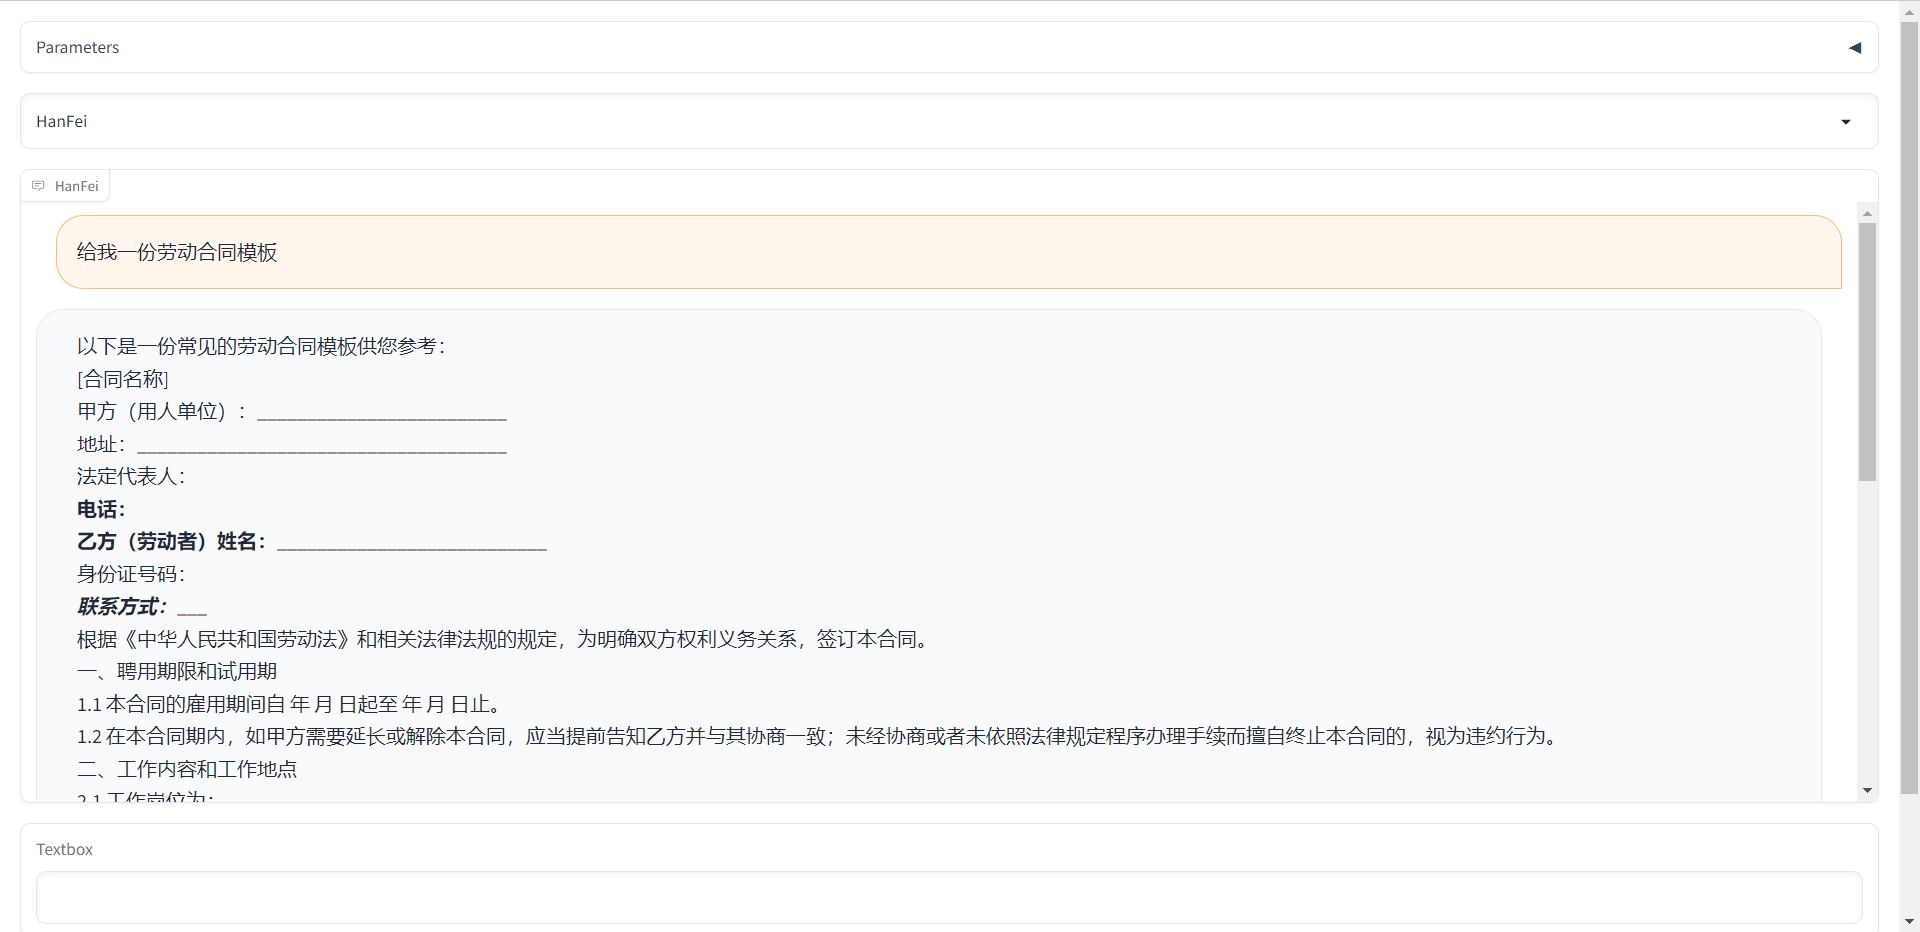 Parameters
HanFei
HanFei
给我一份劳动合同模板
以下是一份常见的劳动合同模板供您参考：
[合同名称]
甲方（用人单位）：_________________________
地址：_____________________________________
法定代表人：
电话：
乙方（劳动者）姓名：___________________________
身份证号码：
联系方式：___
根据《中华人民共和国劳动法》和相关法律法规的规定，为明确双方权利义务关系，签订本合同。
一、聘用期限和试用期
1.1 本合同的雇用期间自 年 月 日起至 年 月 日止。
1.2 在本合同期内，如甲方需要延长或解除本合同，应当提前告知乙方并与其协商一致；未经协商或者未依照法律规定程序办理手续而擅自终止本合同的，视为违约行为。
二、工作内容和工作地点
2.1 工作岗位为：
Textbox